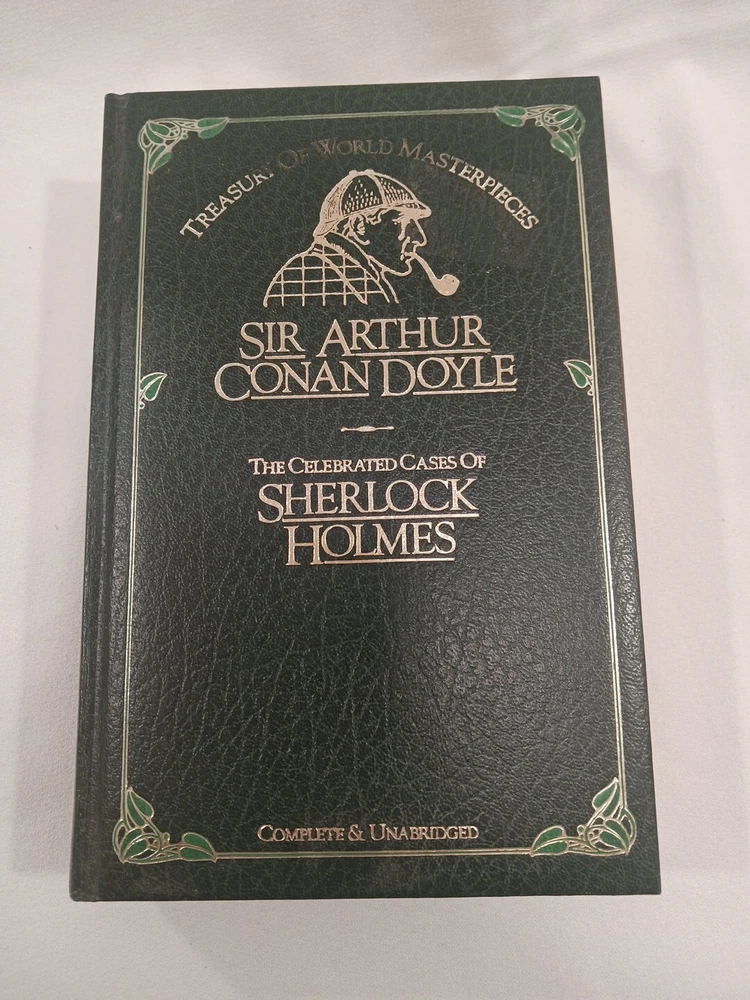 TREASURY OF WORLD MASTERPIECES
SIR ARTHUR
CONAN DOYLE
THE CELEBRATED CASES OF
SHERLOCK
HOLMES
COMPLETE & UNABRIDGED